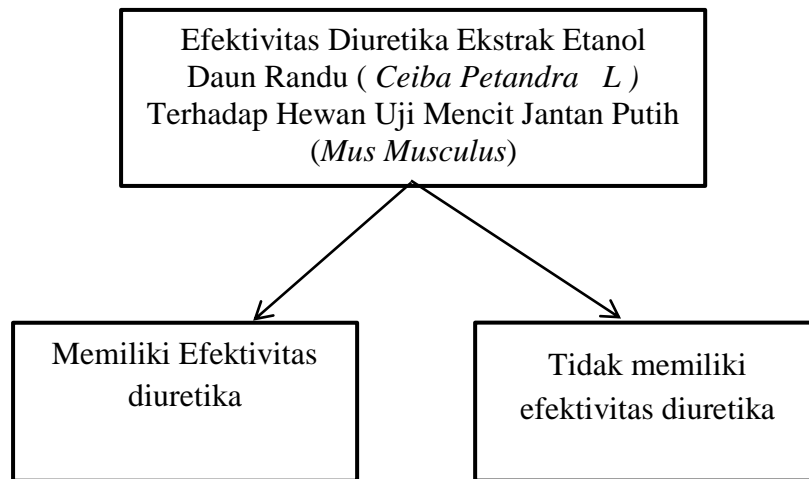 Efektivitas Diuretika Ekstrak Etanol
Daun Randu ( Ceiba Petandra L )
Terhadap Hewan Uji Mencit Jantan Putih
(Mus Musculus)
Memiliki Efektivitas
diuretika
Tidak memiliki
efektivitas diuretika